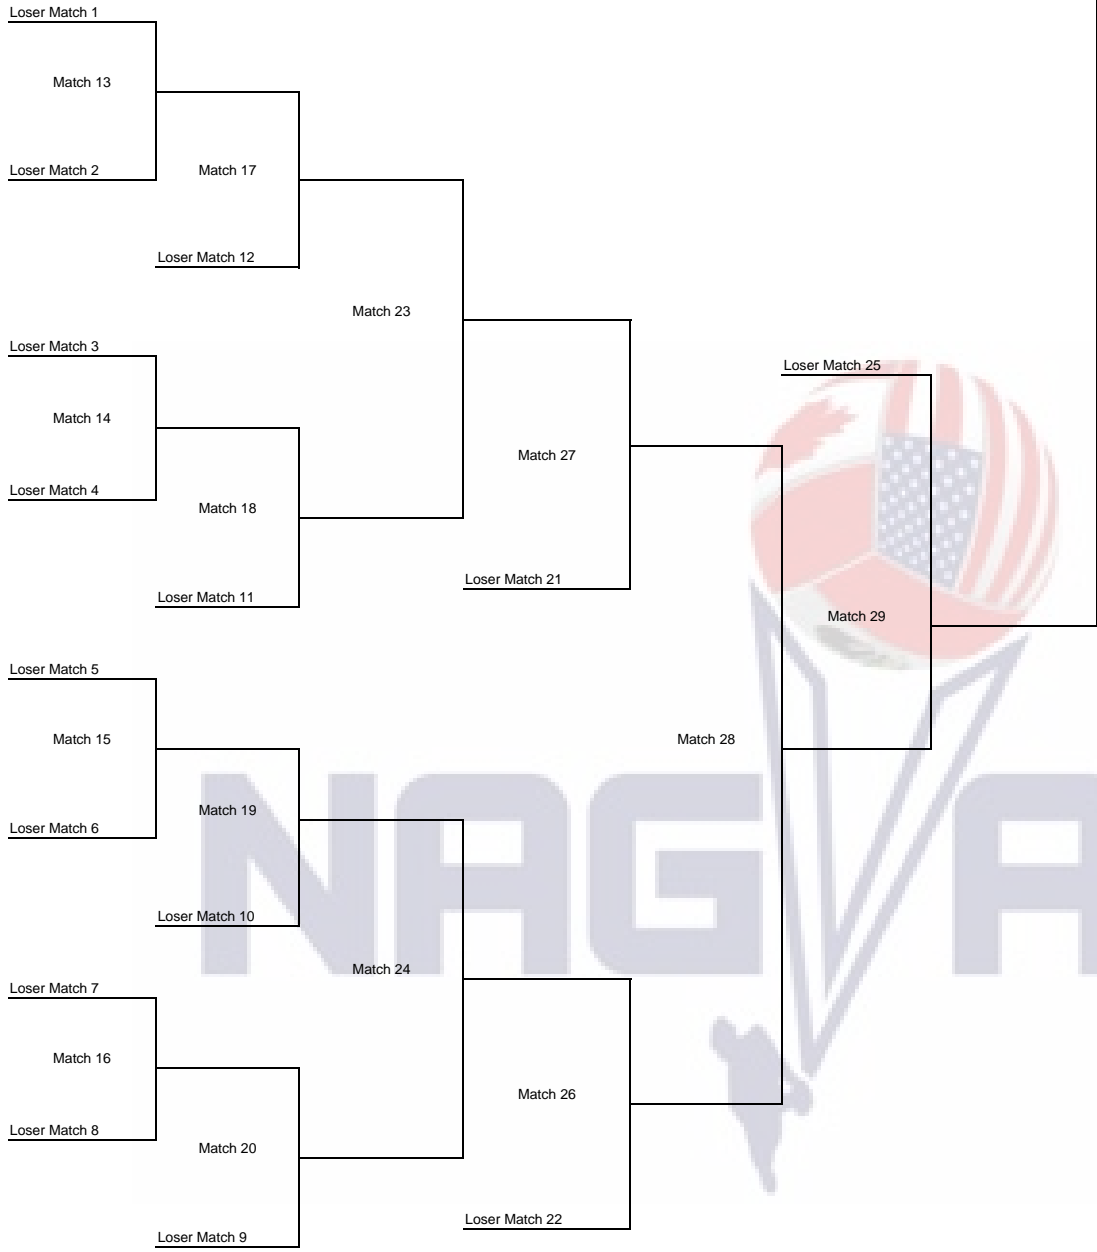 Loser Match 1
Match 13
Loser Match 2
Match 17
Loser Match 12
Match 23
Loser Match 3
Match 14
Loser Match 4
Match 18
Loser Match 11
Loser Match 25
Match 27
Loser Match 21
Match 29
Loser Match 5
Match 15
Match 28
Match 19
Loser Match 6
Loser Match 10
Match 24
Loser Match 7
Match 16
Match 26
Loser Match 8
Match 20
Loser Match 22
Loser Match 9
NAGVA